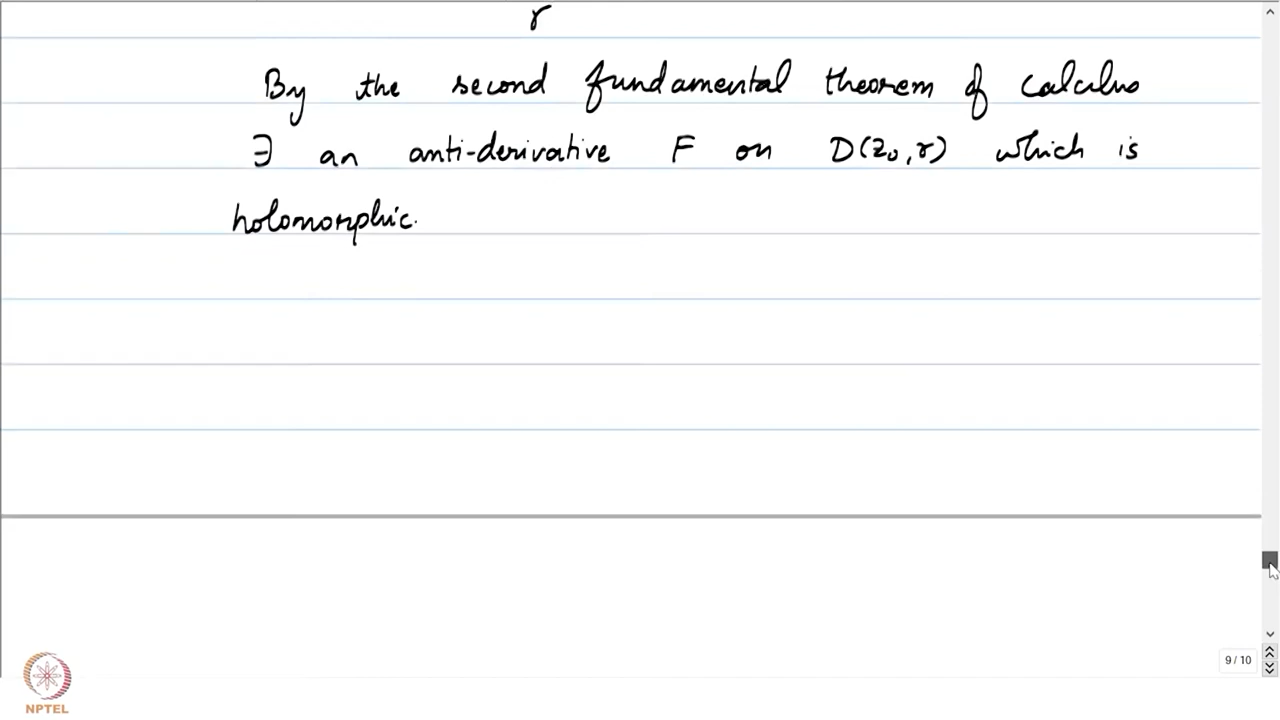 γ
By the second fundamental theorem of calculus
∃ an anti-derivative F on D(z₀, r) which is
holomorphic.
9 / 10
NPTEL